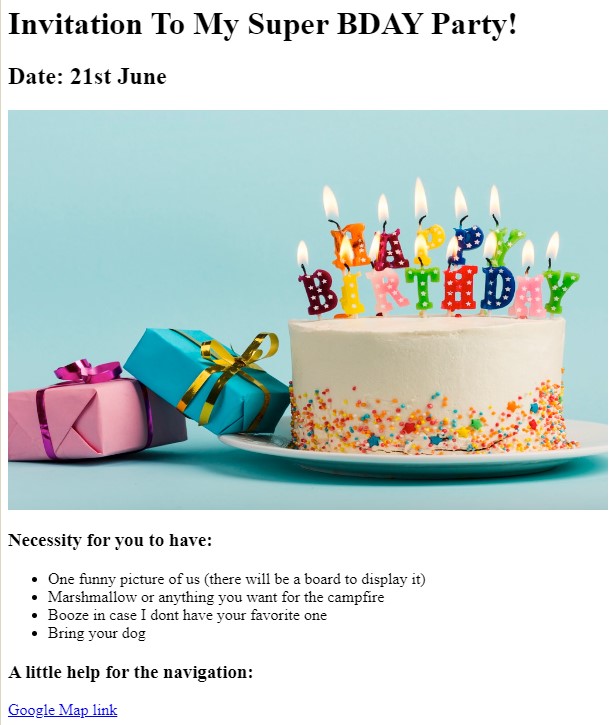 Invitation To My Super BDAY Party!
Date: 21st June
HAPPY
BIRTHDAY
Necessity for you to have:
One funny picture of us (there will be a board to display it)
Marshmallow or anything you want for the campfire
Booze in case I dont have your favorite one
Bring your dog
A little help for the navigation:
Google Map link